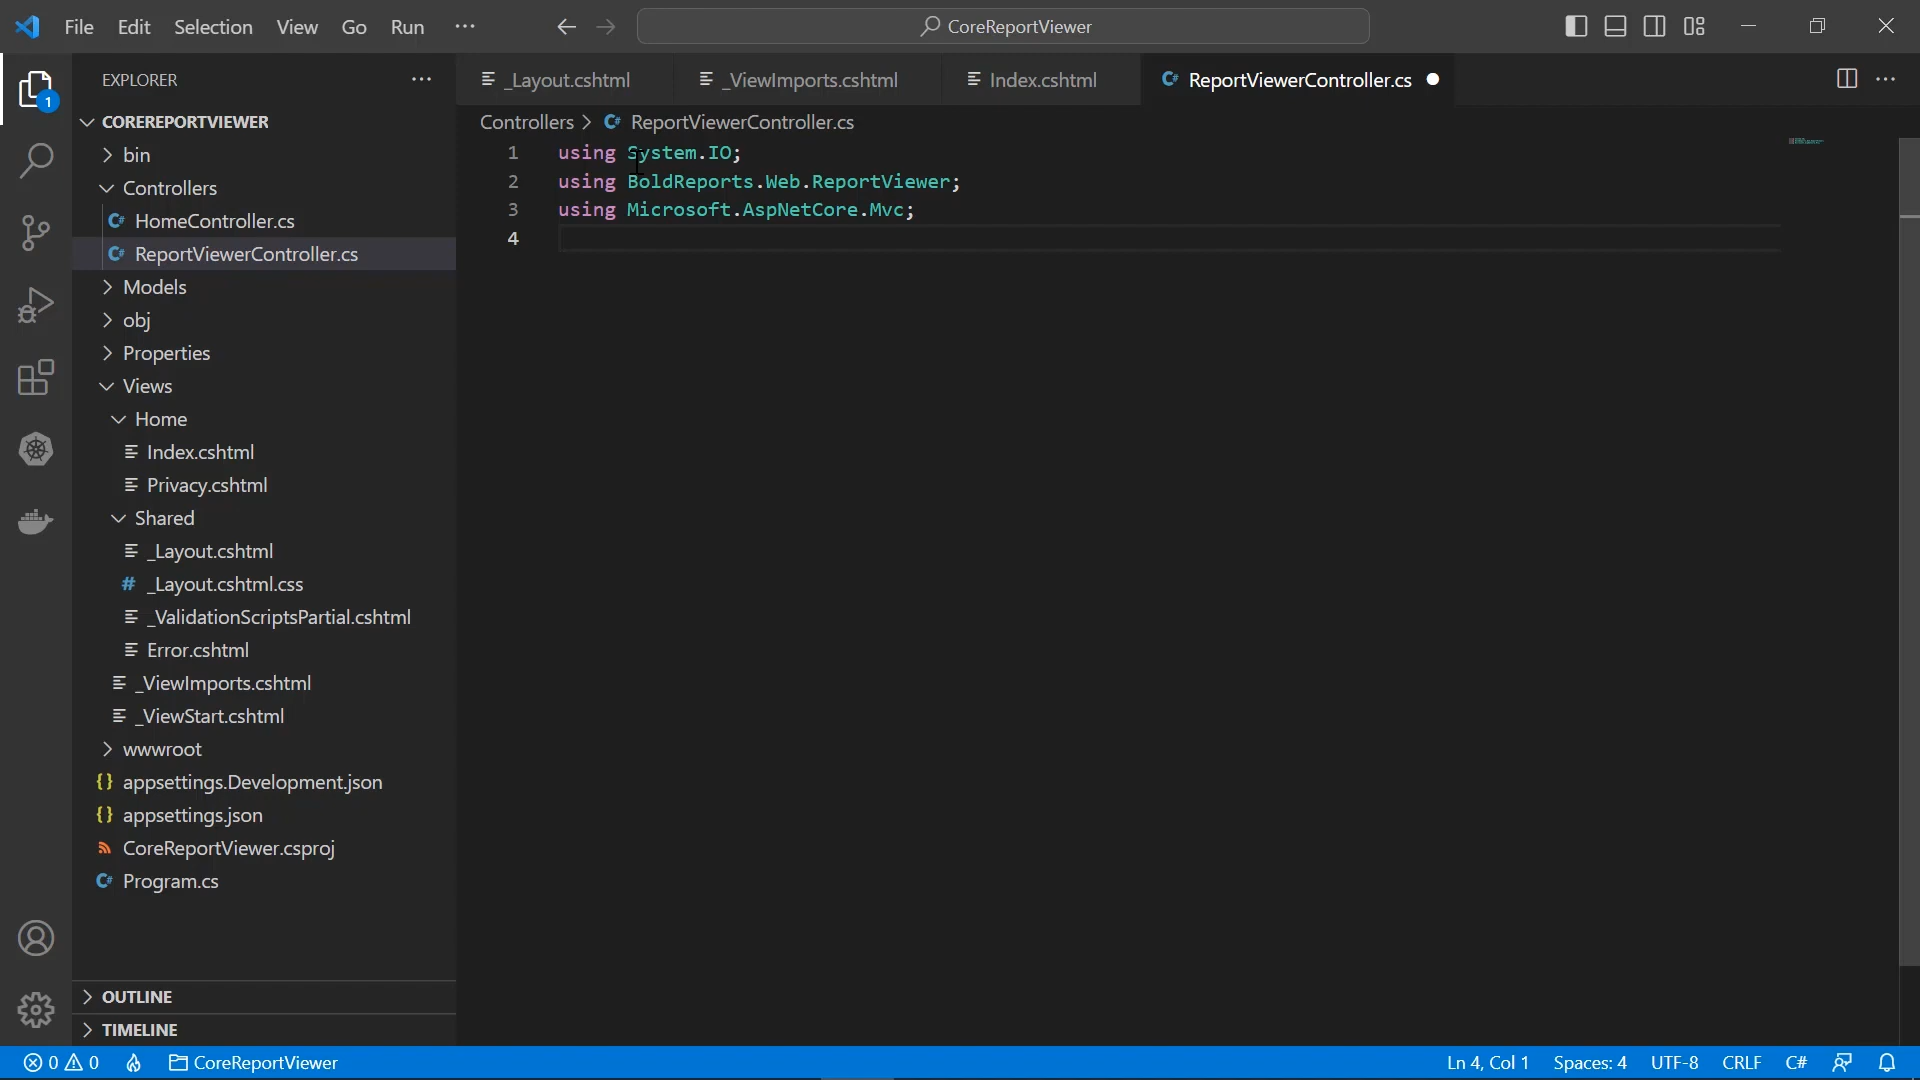 File Edit Selection View Go Run ···
CoreReportViewer
EXPLORER ···
_Layout.cshtml
_ViewImports.cshtml
Index.cshtml
ReportViewerController.cs
1
COREREPORTVIEWER
bin
Controllers
HomeController.cs
ReportViewerController.cs
Models
obj
Properties
Views
Home
Index.cshtml
Privacy.cshtml
Shared
_Layout.cshtml
# _Layout.cshtml.css
_ValidationScriptsPartial.cshtml
Error.cshtml
_ViewImports.cshtml
_ViewStart.cshtml
wwwroot
{} appsettings.Development.json
{} appsettings.json
CoreReportViewer.csproj
C# Program.cs
OUTLINE
TIMELINE
Controllers > ReportViewerController.cs
1 using System.IO;
2 using BoldReports.Web.ReportViewer;
3 using Microsoft.AspNetCore.Mvc;
4
0 0 CoreReportViewer
Ln 4, Col 1 Spaces: 4 UTF-8 CRLF C#